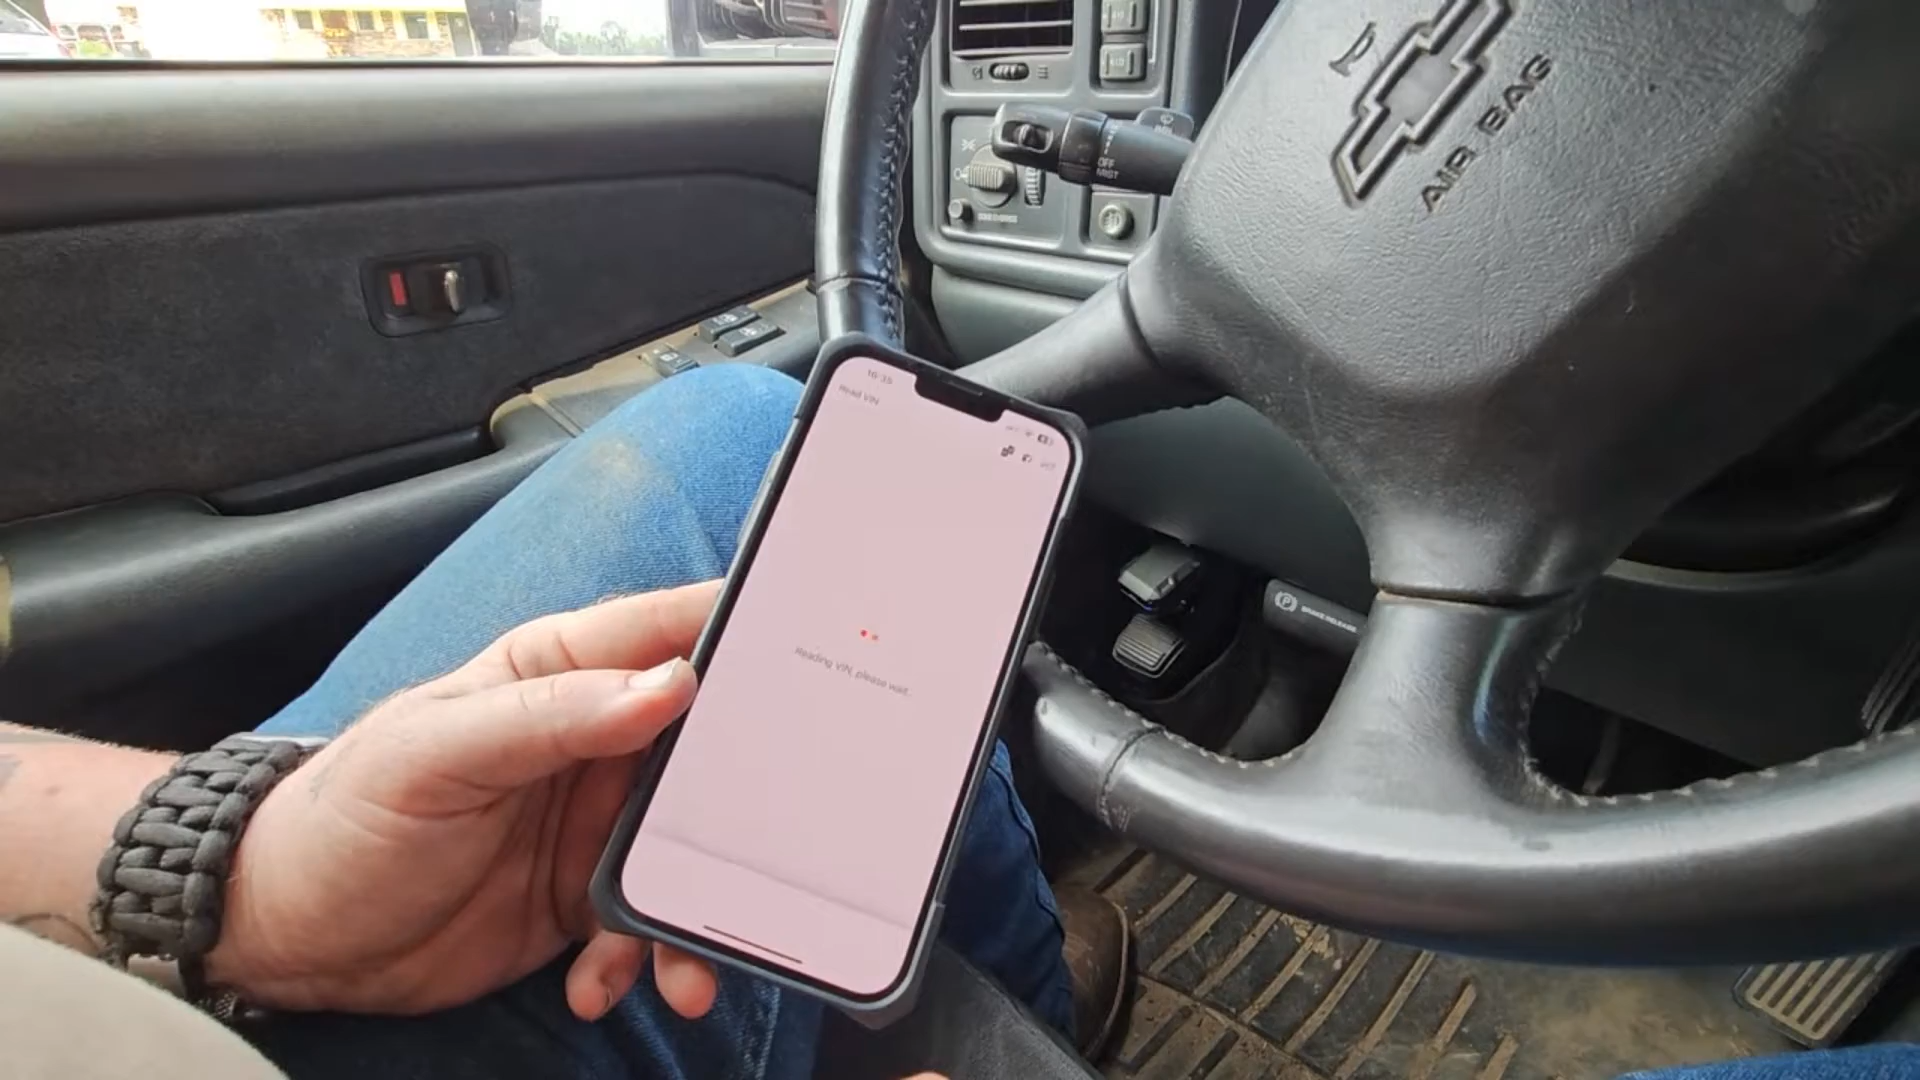 16:35
Read VIN
Reading VIN, please wait..
OFF
MIST
AIR BAG
BRAKE RELEASE